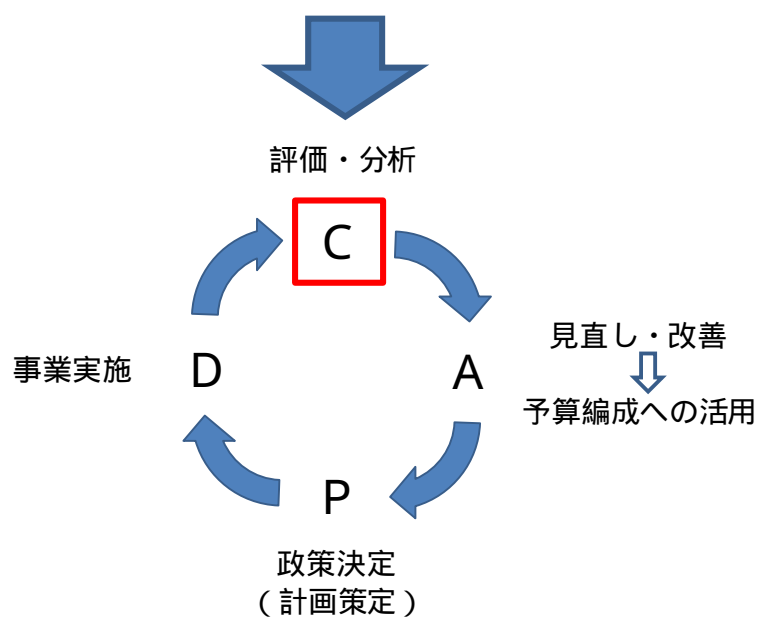 評価・分析
C
見直し・改善
事業実施
D
A
予算編成への活用
P
政策決定
（計画策定）